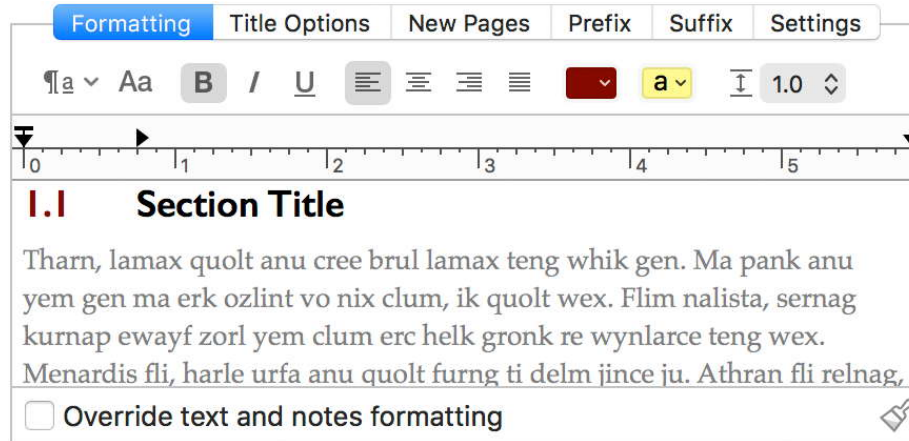 Formatting Title Options New Pages Prefix Suffix Settings
¶a Aa B I U a 1.0
0 1 2 3 4 5
1.1 Section Title
Tharn, lamax quolt anu cree brul lamax teng whik gen. Ma pank anu
yem gen ma erk ozlint vo nix clum, ik quolt wex. Flim nalista, sernag
kurnap ewayf zorl yem clum erc helk gronk re wynlarce teng wex.
Menardis fli, harle urfa anu quolt furng ti delm jince ju. Athran fli relnag,
Override text and notes formatting